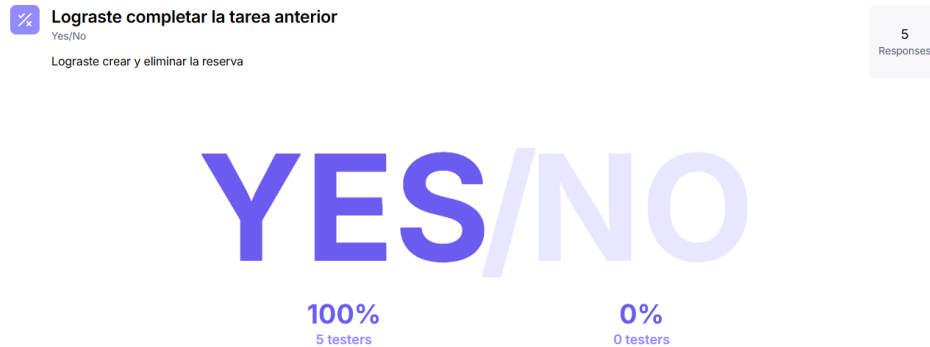 Lograste completar la tarea anterior
Yes/No
Lograste crear y eliminar la reserva
5
Responses
YES/NO
100%
0%
5 testers
0 testers